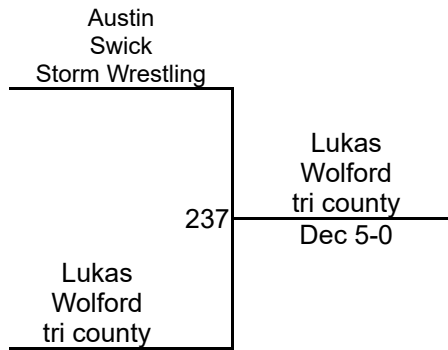 Austin
Swick
Storm Wrestling
Lukas
Wolford
tri county
237
Dec 5-0
Lukas
Wolford
tri county